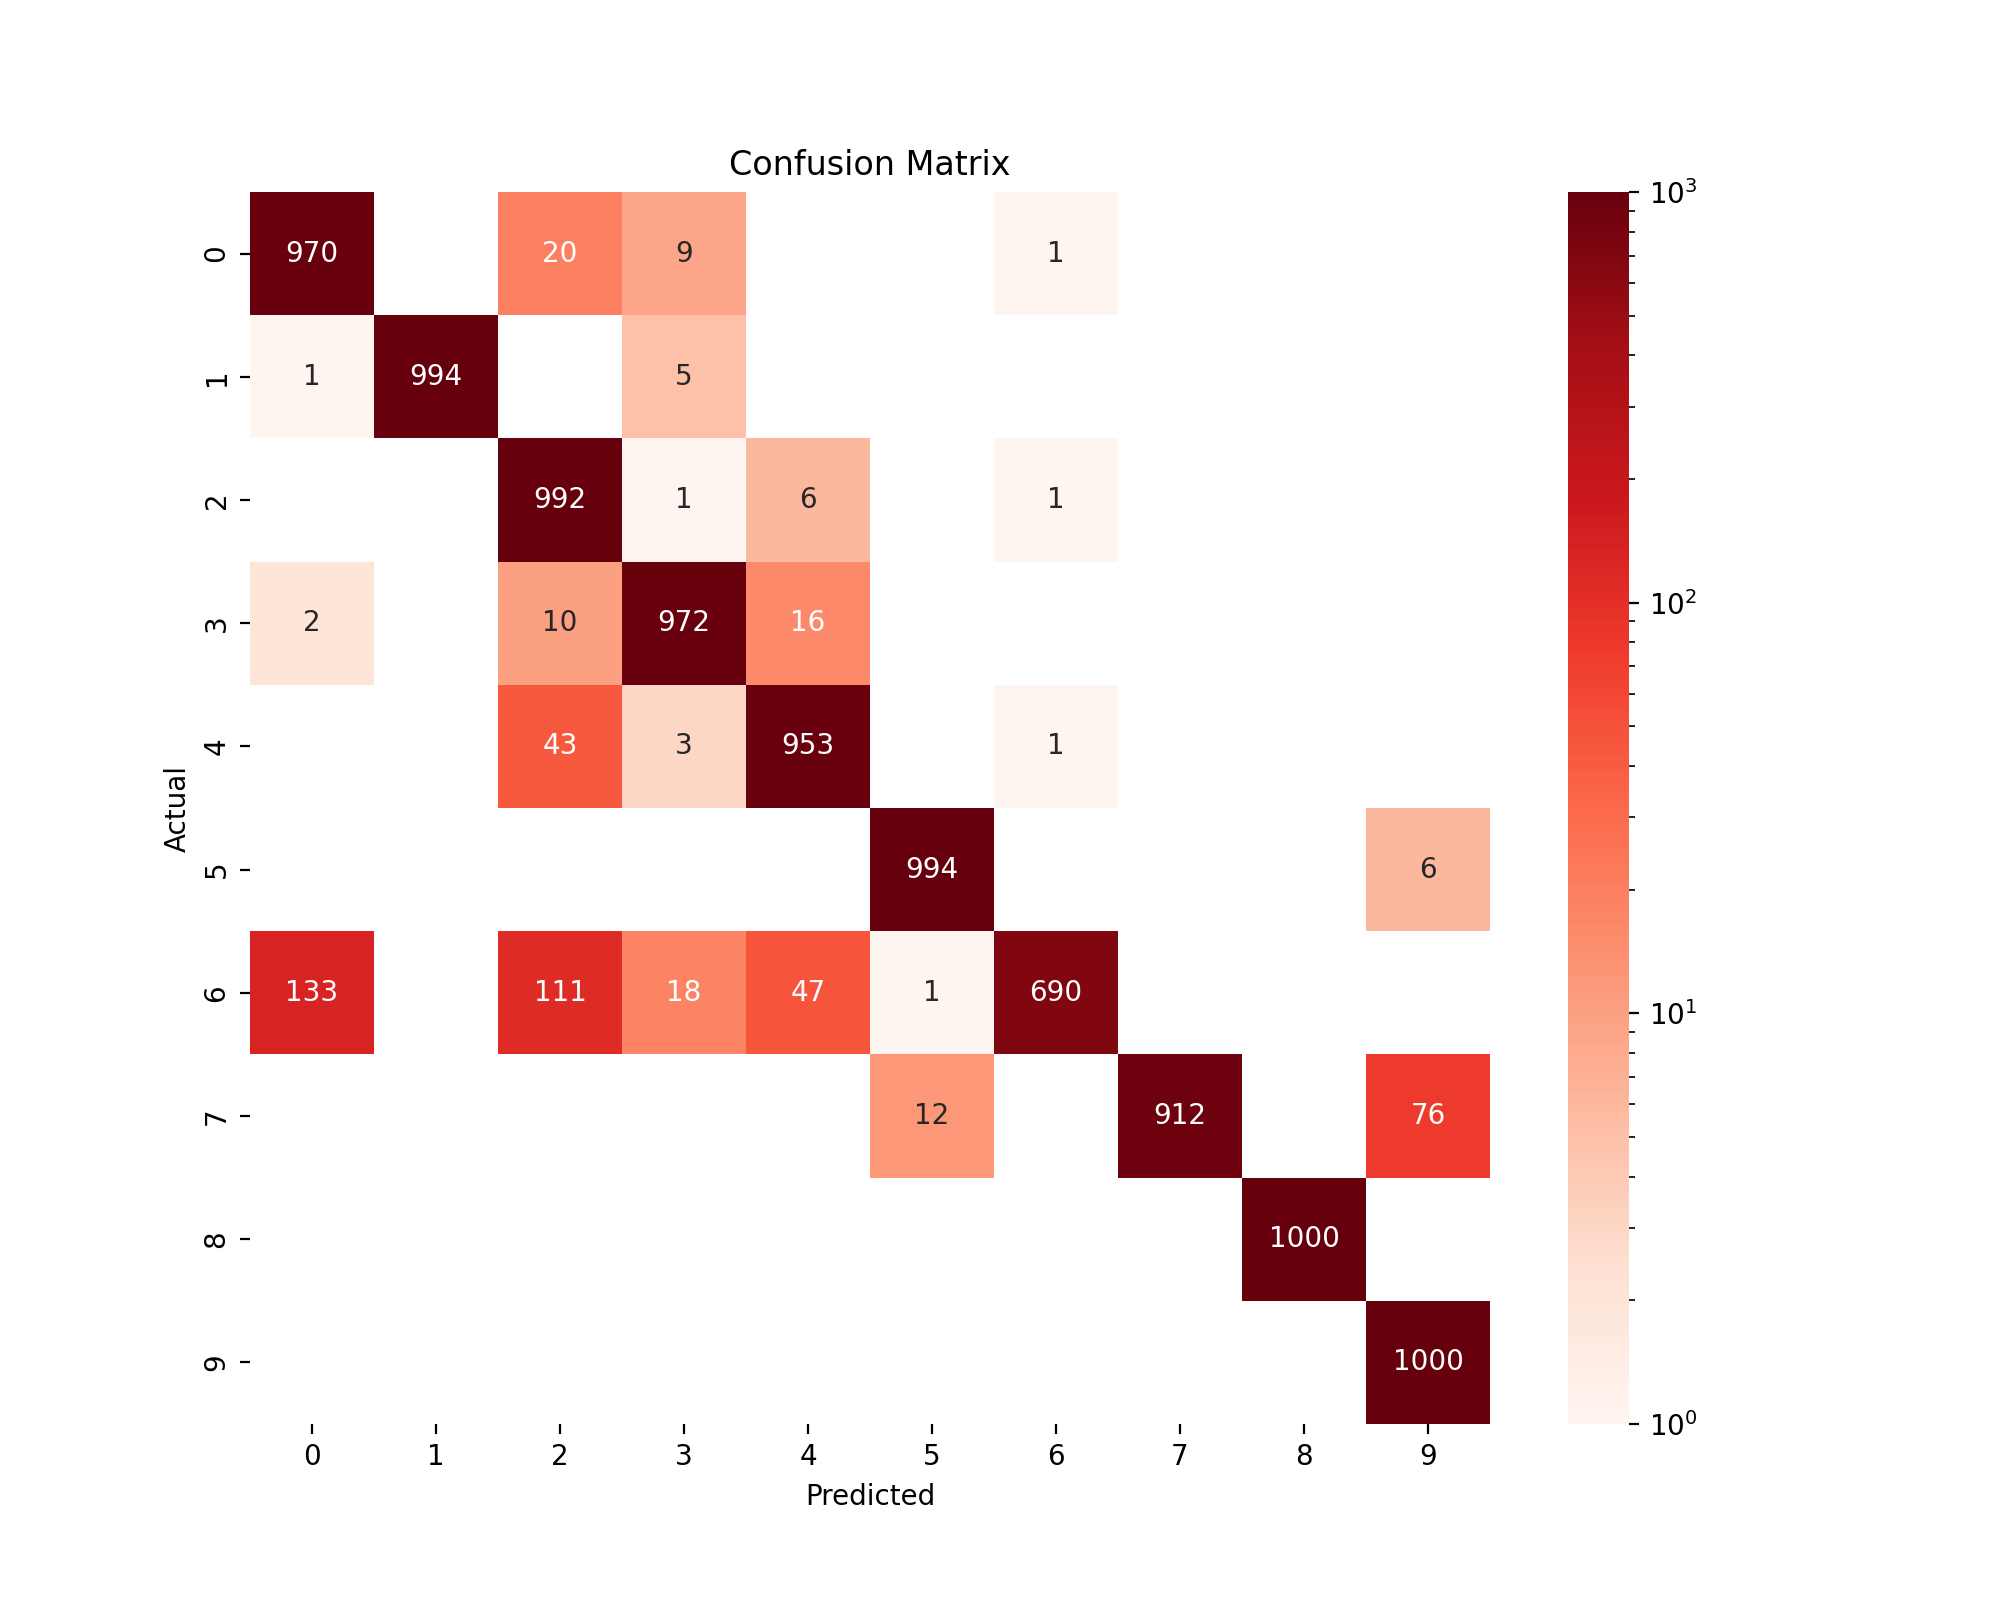 Confusion Matrix
0 970 20 9 1
1 1 994 5
2 992 1 6 1
3 2 10 972 16
4 43 3 953 1
5 994 6
6 133 111 18 47 1 690
7 12 912 76
8 1000
9 1000
0 1 2 3 4 5 6 7 8 9
Predicted
Actual
10³
10²
10¹
10⁰